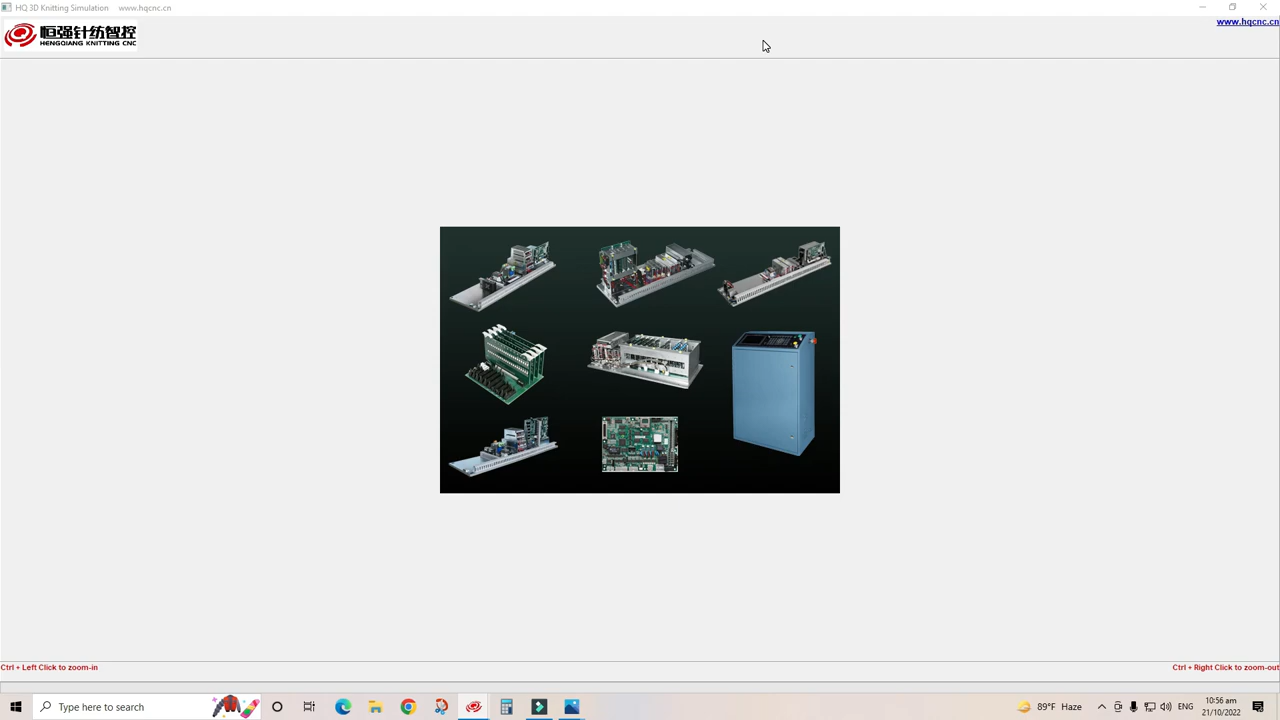 HQ 3D Knitting Simulation www.hqcnc.cn
www.hqcnc.cn
恒强针纺智控
HENGQIANG KNITTING CNC
Ctrl + Left Click to zoom-in
Ctrl + Right Click to zoom-out
Type here to search
89°F Haze
ENG
10:56 am
21/10/2022